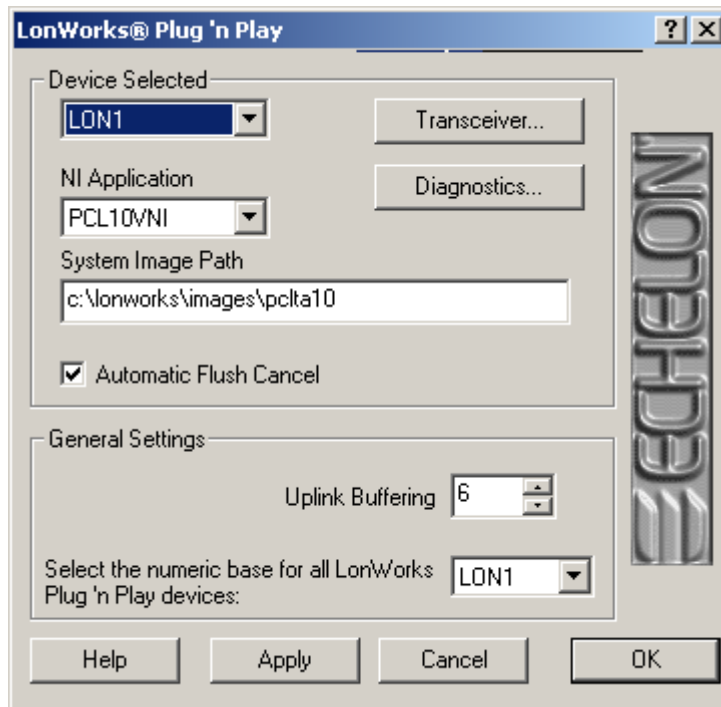 LonWorks® Plug 'n Play
Device Selected
LON1
Transceiver...
NI Application
Diagnostics...
PCL10VNI
System Image Path
c:\lonworks\images\pclta10
Automatic Flush Cancel
ECHELON
General Settings
Uplink Buffering
6
Select the numeric base for all LonWorks
Plug 'n Play devices:
LON1
Help
Apply
Cancel
OK